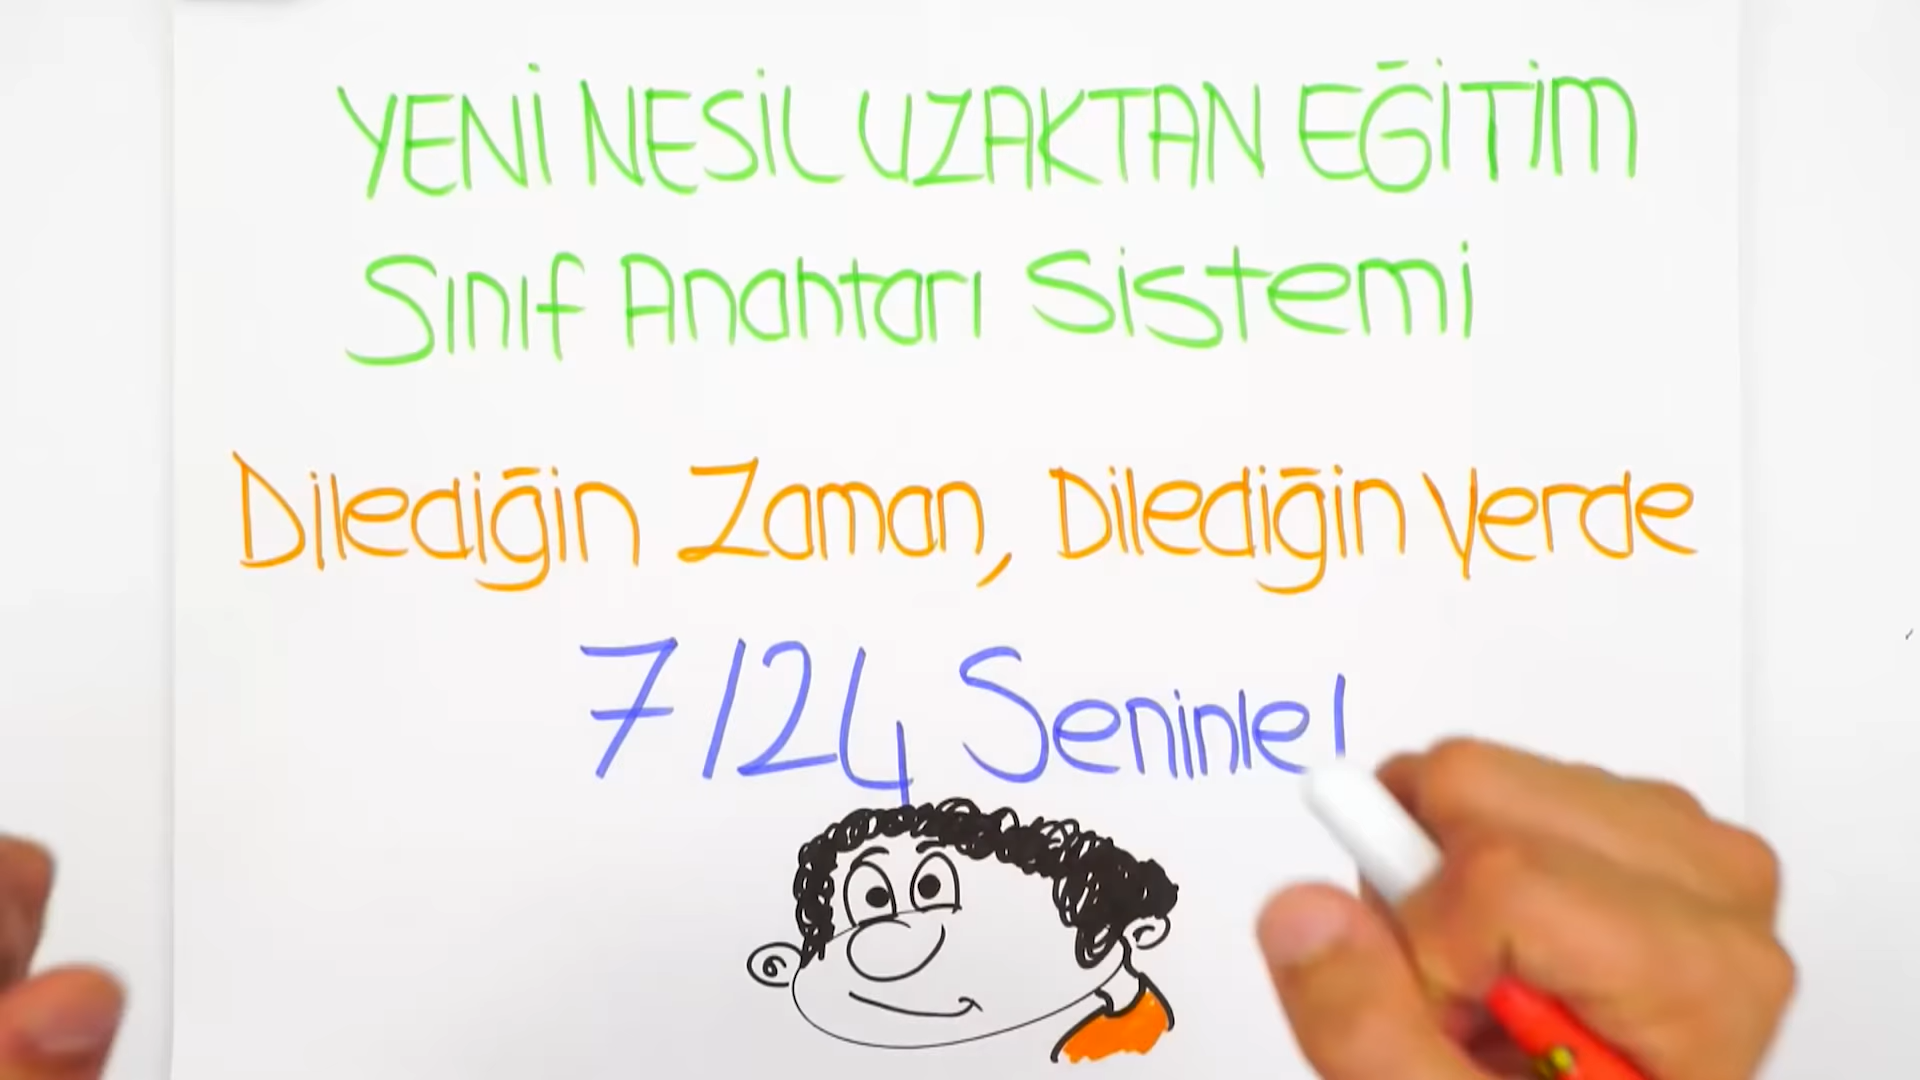 YENİ NESİL UZAKTAN EĞİTİM
Sınıf Anahtarı Sistemi
Dilediğin Zaman, Dilediğin Yerde
7/24 Seninle!